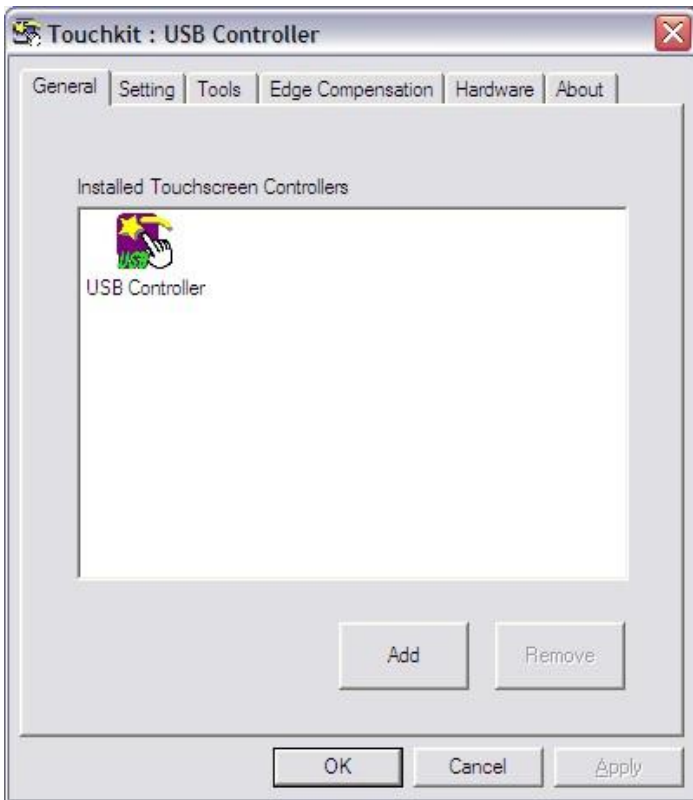 Touchkit : USB Controller
General Setting Tools Edge Compensation Hardware About
Installed Touchscreen Controllers
USB
USB Controller
Add Remove
OK Cancel Apply